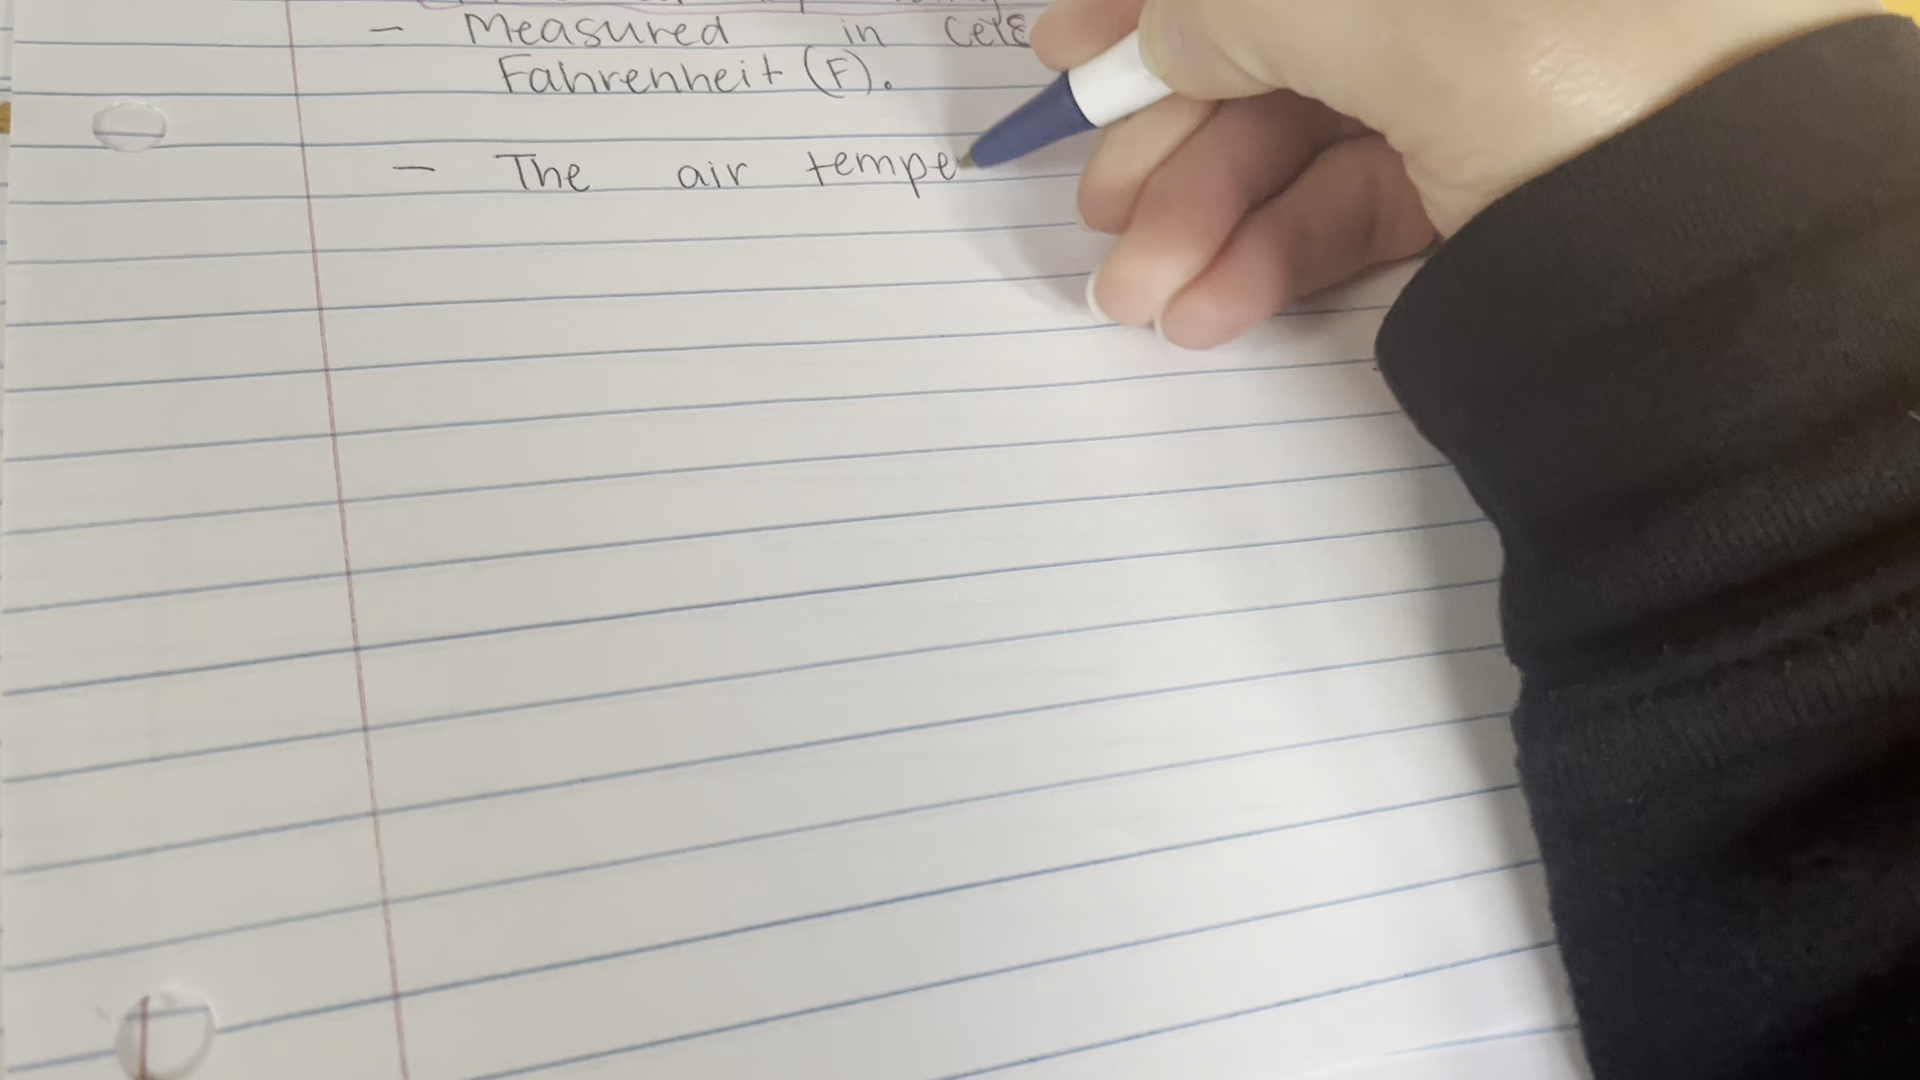 - Measured in
Fahrenheit (F).
- The air tempe